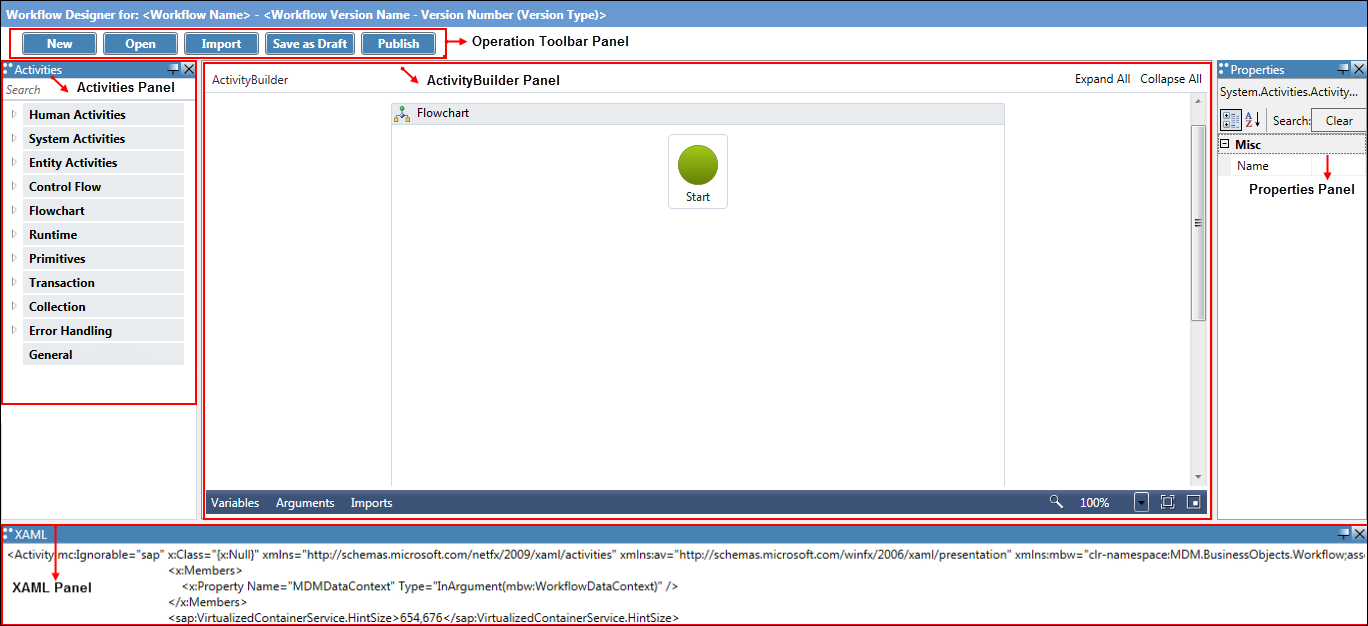 Workflow Designer for: <Workflow Name> - <Workflow Version Name - Version Number (Version Type)>
New Open Import Save as Draft Publish Operation Toolbar Panel
Activities
Search Activities Panel
Human Activities
System Activities
Entity Activities
Control Flow
Flowchart
Runtime
Primitives
Transaction
Collection
Error Handling
General
ActivityBuilder ActivityBuilder Panel Expand All Collapse All
Flowchart
Start
Variables Arguments Imports 100%
Properties
System.Activities.Activity...
Search: Clear
Misc
Name
Properties Panel
XAML
<Activity mc:Ignorable="sap" x:Class="{x:Null}" xmlns="http://schemas.microsoft.com/netfx/2009/xaml/activities" xmlns:av="http://schemas.microsoft.com/winfx/2006/xaml/presentation" xmlns:mbw="clr-namespace:MDM.BusinessObjects.Workflow;ass
<x:Members>
XAML Panel
<x:Property Name="MDMDataContext" Type="InArgument(mbw:WorkflowDataContext)" />
</x:Members>
<sap:VirtualizedContainerService.HintSize>654,676</sap:VirtualizedContainerService.HintSize>